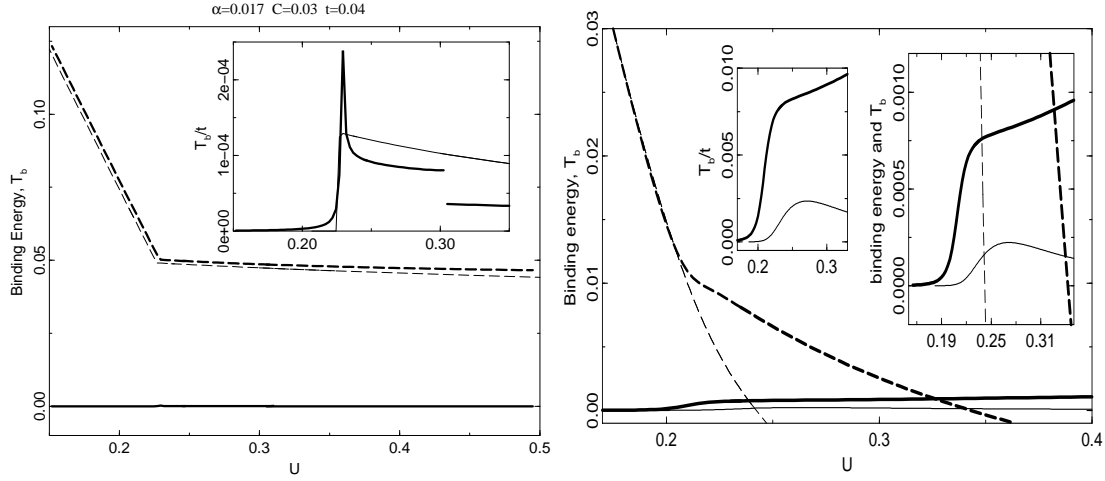 α=0.017 C=0.03 t=0.04
Binding Energy, T_b
0.00
0.05
0.10
0.2
0.3
0.4
0.5
U
T_b/t
0e+00
1e−04
2e−04
0.20
0.30
Binding energy, T_b
0.00
0.01
0.02
0.03
0.2
0.3
0.4
U
T_b/t
0.000
0.005
0.010
0.2
0.3
binding energy and T_b
0.0000
0.0005
0.0010
0.19
0.25
0.31